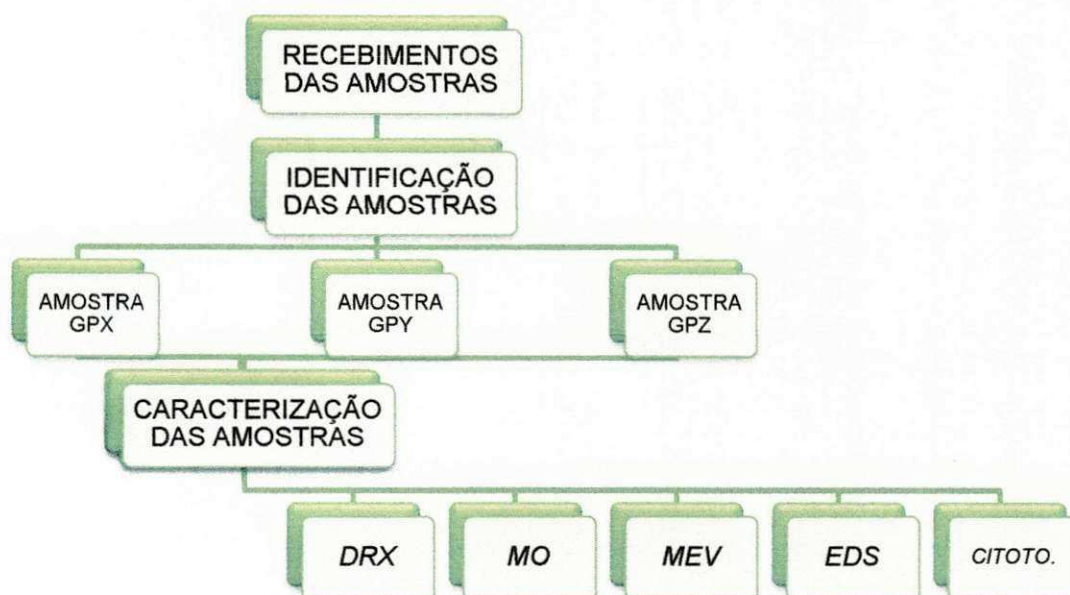 RECEBIMENTOS
DAS AMOSTRAS
IDENTIFICAÇÃO
DAS AMOSTRAS
AMOSTRA
GPX
AMOSTRA
GPY
AMOSTRA
GPZ
CARACTERIZAÇÃO
DAS AMOSTRAS
DRX
MO
MEV
EDS
CITOTO.